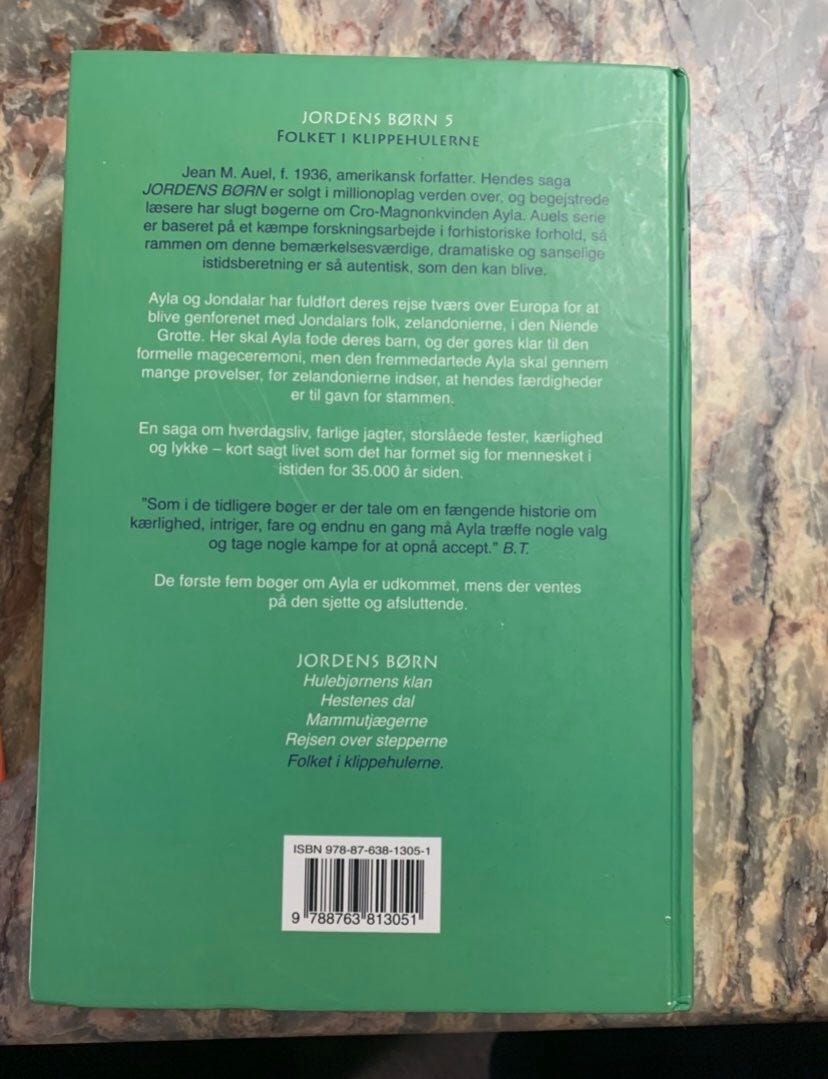 JORDENS BØRN 5
FOLKET I KLIPPEHULERNE
Jean M. Auel, f. 1936, amerikansk forfatter. Hendes saga
JORDENS BØRN er solgt i millionoplag verden over, og begejstrede
læsere har slugt bøgerne om Cro-Magnonkvinden Ayla. Auels serie
er baseret på et kæmpe forskningsarbejde i forhistoriske forhold, så
rammen om denne bemærkelsesværdige, dramatiske og sanselige
istidsberetning er så autentisk, som den kan blive.
Ayla og Jondalar har fuldført deres rejse tværs over Europa for at
blive genforenet med Jondalars folk, zelandonierne, i den Niende
Grotte. Her skal Ayla føde deres barn, og der gøres klar til den
formelle mageceremoni, men den fremmedartede Ayla skal gennem
mange prøvelser, før zelandonierne indser, at hendes færdigheder
er til gavn for stammen.
En saga om hverdagsliv, farlige jagter, storslåede fester, kærlighed
og lykke – kort sagt livet som det har formet sig for mennesket i
istiden for 35.000 år siden.
"Som i de tidligere bøger er der tale om en fængende historie om
kærlighed, intriger, fare og endnu en gang må Ayla træffe nogle valg
og tage nogle kampe for at opnå accept." B.T.
De første fem bøger om Ayla er udkommet, mens der ventes
på den sjette og afsluttende.
JORDENS BØRN
Hulebjørnens klan
Hestenes dal
Mammutjægerne
Rejsen over stepperne
Folket i klippehulerne.
ISBN 978-87-638-1305-1
9 788763 813051